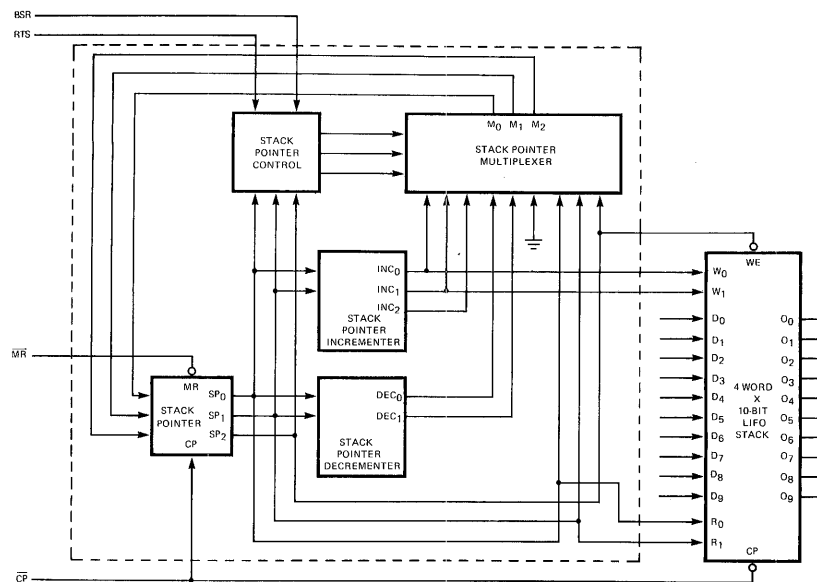 BSR
RTS
M0 M1 M2
STACK
POINTER
CONTROL
STACK POINTER
MULTIPLEXER
WE
INC0
INC1
INC2
STACK
POINTER
INCREMENTER
W0
W1
D0
D1
D2
D3
D4
D5
D6
D7
D8
D9
R0
R1
CP
4 WORD
X
10-BIT
LIFO
STACK
O0
O1
O2
O3
O4
O5
O6
O7
O8
O9
M̅R̅
MR
STACK
POINTER
CP
SP0
SP1
SP2
DEC0
DEC1
STACK
POINTER
DECREMENTER
C̅P̅